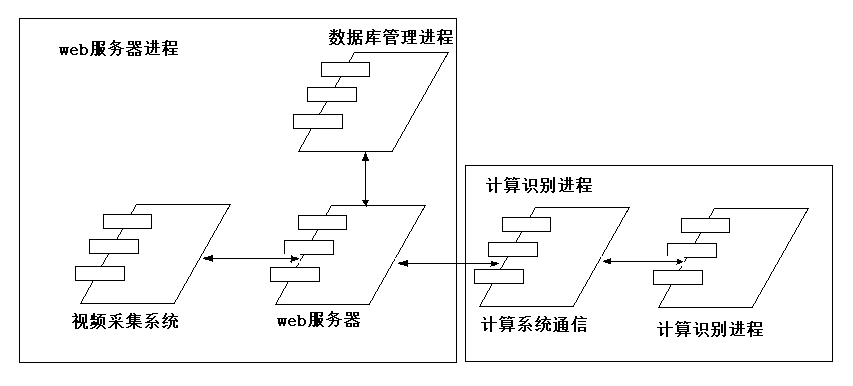 数据库管理进程
web服务器进程
计算识别进程
视频采集系统
web服务器
计算系统通信
计算识别进程